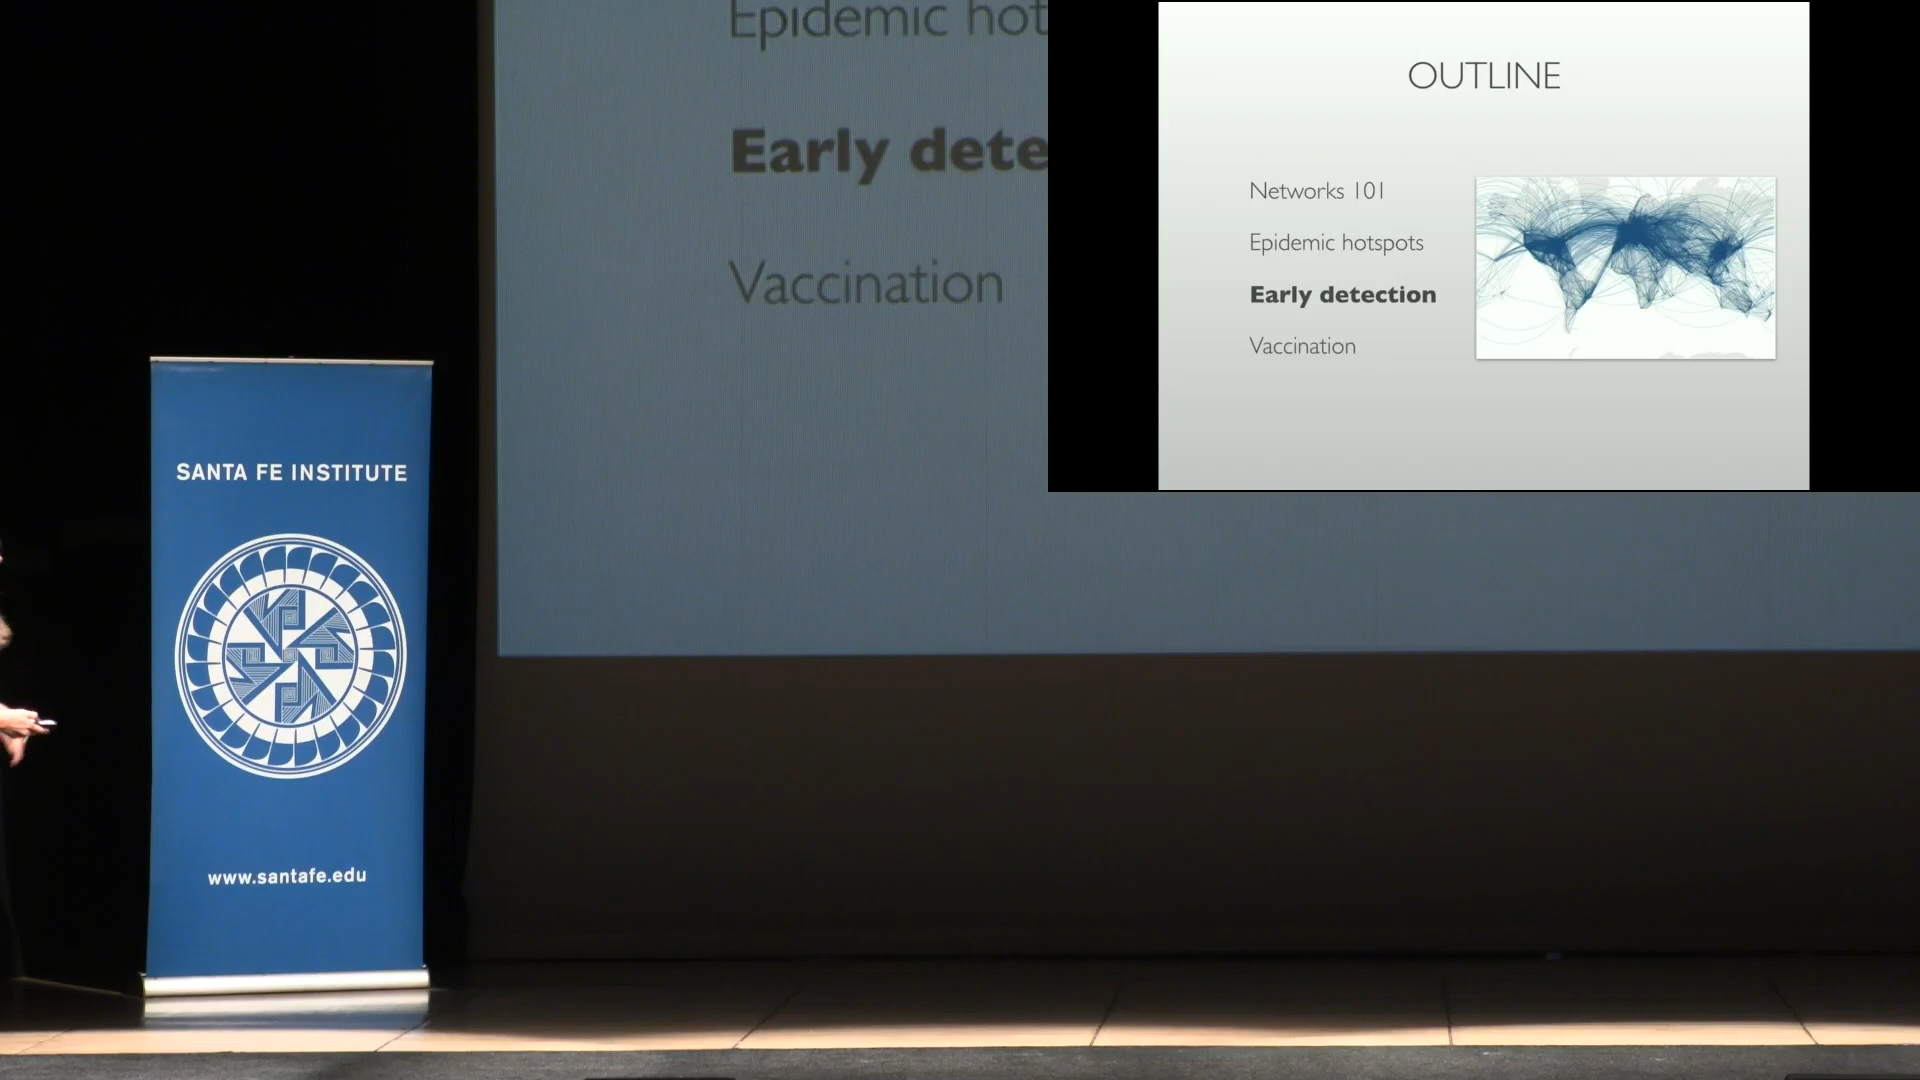 Epidemic hot
Early dete
Vaccination
OUTLINE
Networks 101
Epidemic hotspots
Early detection
Vaccination
SANTA FE INSTITUTE
www.santafe.edu